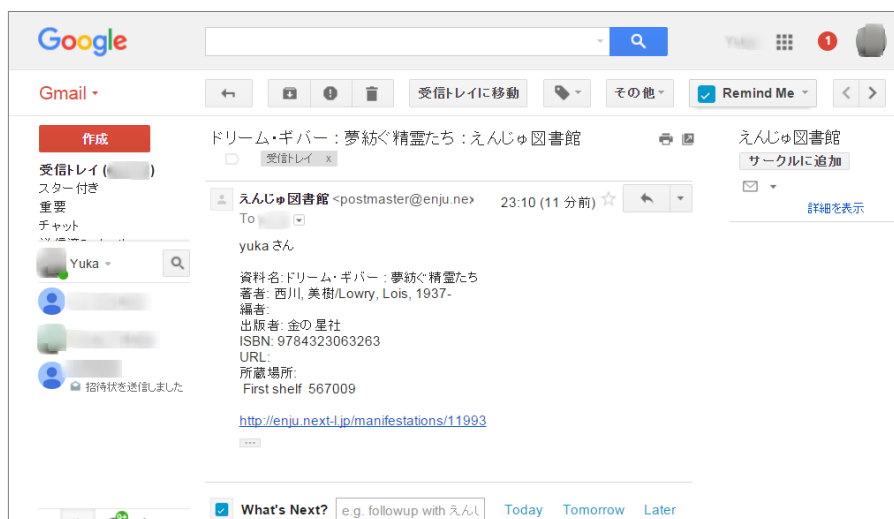 Google
1
Gmail
受信トレイに移動
その他
Remind Me
作成
受信トレイ ( )
スター付き
重要
チャット
Yuka
招待状を送信しました
ドリーム・ギバー : 夢紡ぐ精霊たち : えんじゅ図書館
受信トレイ x
えんじゅ図書館 <postmaster@enju.ne> 23:10 (11 分前)
To
yuka さん
資料名:ドリーム・ギバー : 夢紡ぐ精霊たち
著者: 西川, 美樹/Lowry, Lois, 1937-
編者:
出版者: 金の星社
ISBN: 9784323063263
URL:
所蔵場所:
First shelf 567009
http://enju.next-l.jp/manifestations/11993
What's Next? e.g. followup with えんし Today Tomorrow Later
えんじゅ図書館
サークルに追加
詳細を表示